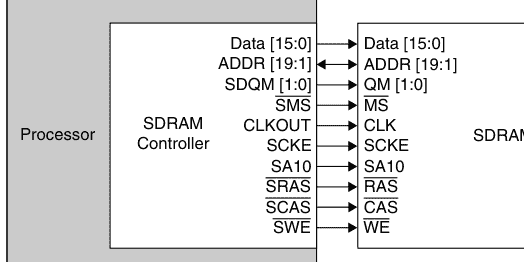 Data [15:0] Data [15:0]
ADDR [19:1] ADDR [19:1]
SDQM [1:0] QM [1:0]
SMS MS
CLKOUT CLK
SCKE SCKE
SA10 SA10
SRAS RAS
SCAS CAS
SWE WE
Processor
SDRAM
Controller
SDRAM